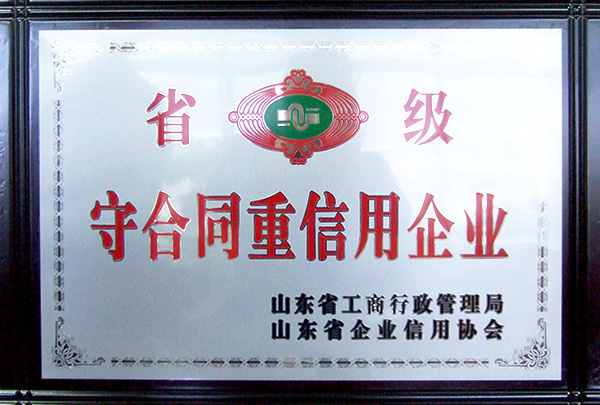 省 级
守合同重信用企业
山东省工商行政管理局
山东省企业信用协会